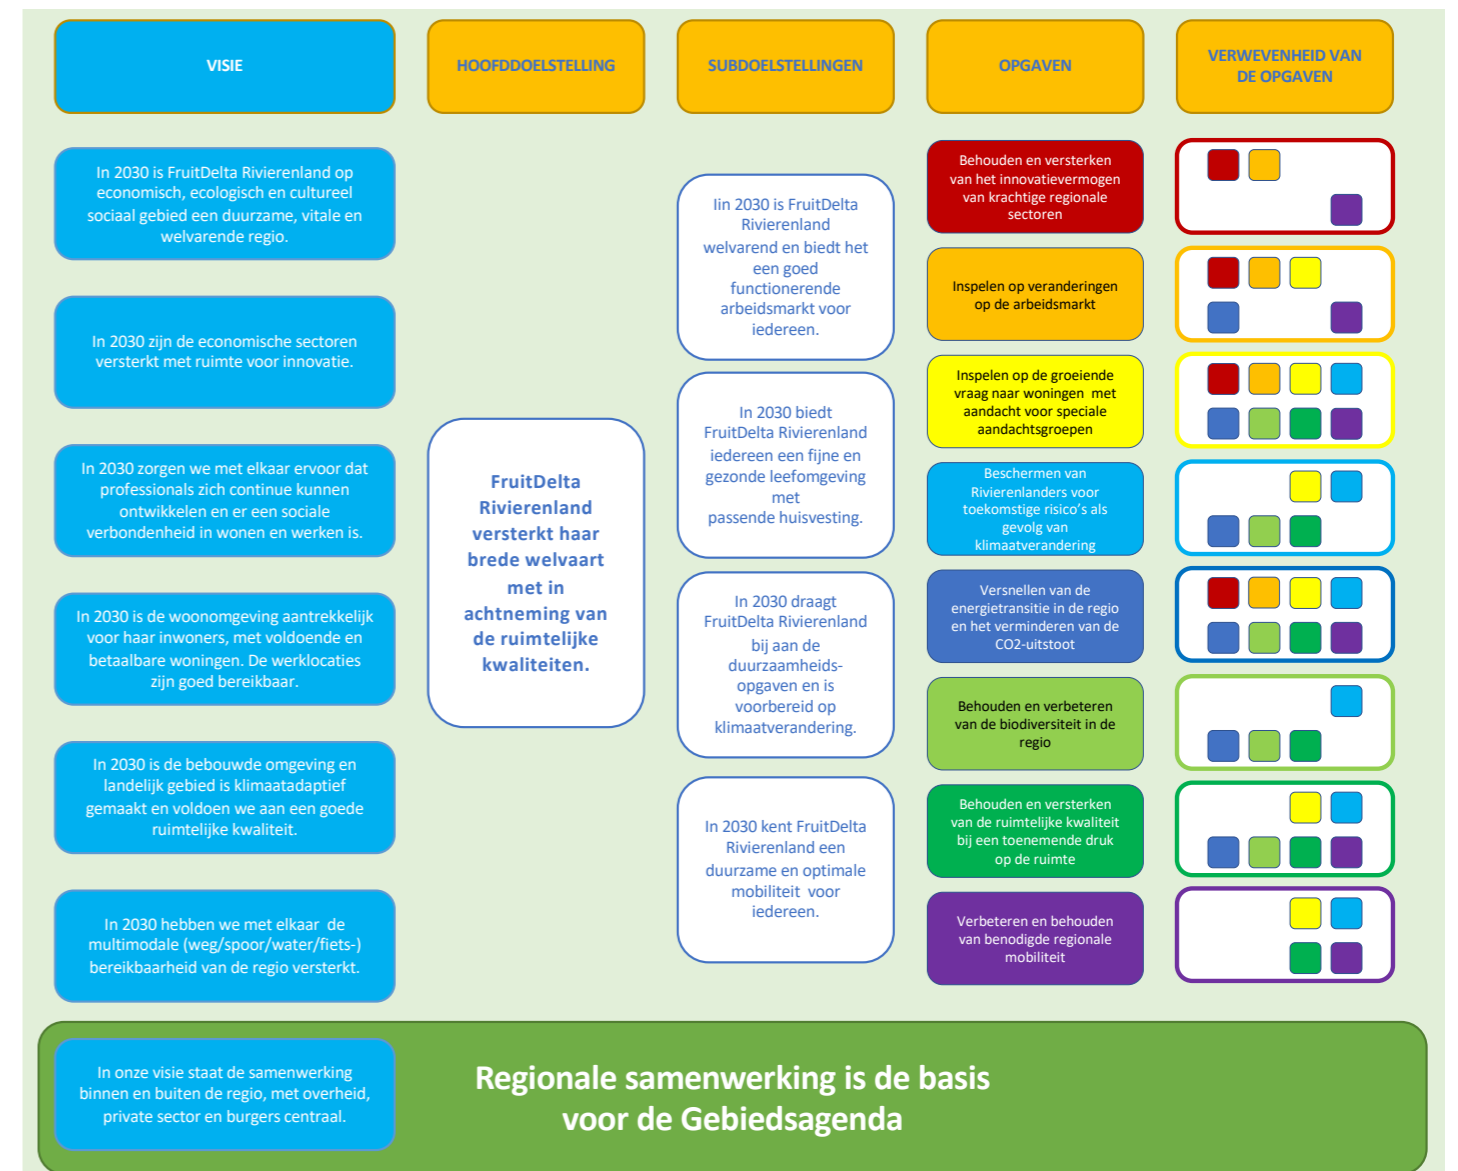 VISIE
HOOFDDOELSTELLING
SUBDOELSTELLINGEN
OPGAVEN
VERWEVENHEID VAN
DE OPGAVEN
In 2030 is FruitDelta Rivierenland op
economisch, ecologisch en cultureel
sociaal gebied een duurzame, vitale en
welvarende regio.
In 2030 zijn de economische sectoren
versterkt met ruimte voor innovatie.
In 2030 zorgen we met elkaar ervoor dat
professionals zich continue kunnen
ontwikkelen en er een sociale
verbondenheid in wonen en werken is.
In 2030 is de woonomgeving aantrekkelijk
voor haar inwoners, met voldoende en
betaalbare woningen. De werklocaties
zijn goed bereikbaar.
In 2030 is de bebouwde omgeving en
landelijk gebied is klimaatadaptief
gemaakt en voldoen we aan een goede
ruimtelijke kwaliteit.
In 2030 hebben we met elkaar de
multimodale (weg/spoor/water/fiets-)
bereikbaarheid van de regio versterkt.
FruitDelta
Rivierenland
versterkt haar
brede welvaart
met in
achtneming van
de ruimtelijke
kwaliteiten.
Iin 2030 is FruitDelta
Rivierenland
welvarend en biedt het
een goed
functionerende
arbeidsmarkt voor
iedereen.
In 2030 biedt
FruitDelta Rivierenland
iedereen een fijne en
gezonde leefomgeving
met
passende huisvesting.
In 2030 draagt
FruitDelta Rivierenland
bij aan de
duurzaamheids-
opgaven en is
voorbereid op
klimaatverandering.
In 2030 kent FruitDelta
Rivierenland een
duurzame en optimale
mobiliteit voor
iedereen.
Behouden en versterken
van het innovatievermogen
van krachtige regionale
sectoren
Inspelen op veranderingen
op de arbeidsmarkt
Inspelen op de groeiende
vraag naar woningen met
aandacht voor speciale
aandachtsgroepen
Beschermen van
Rivierenlanders voor
toekomstige risico's als
gevolg van
klimaatverandering
Versnellen van de
energietransitie in de regio
en het verminderen van de
CO2-uitstoot
Behouden en verbeteren
van de biodiversiteit in de
regio
Behouden en versterken
van de ruimtelijke kwaliteit
bij een toenemende druk
op de ruimte
Verbeteren en behouden
van benodigde regionale
mobiliteit
In onze visie staat de samenwerking
binnen en buiten de regio, met overheid,
private sector en burgers centraal.
Regionale samenwerking is de basis
voor de Gebiedsagenda